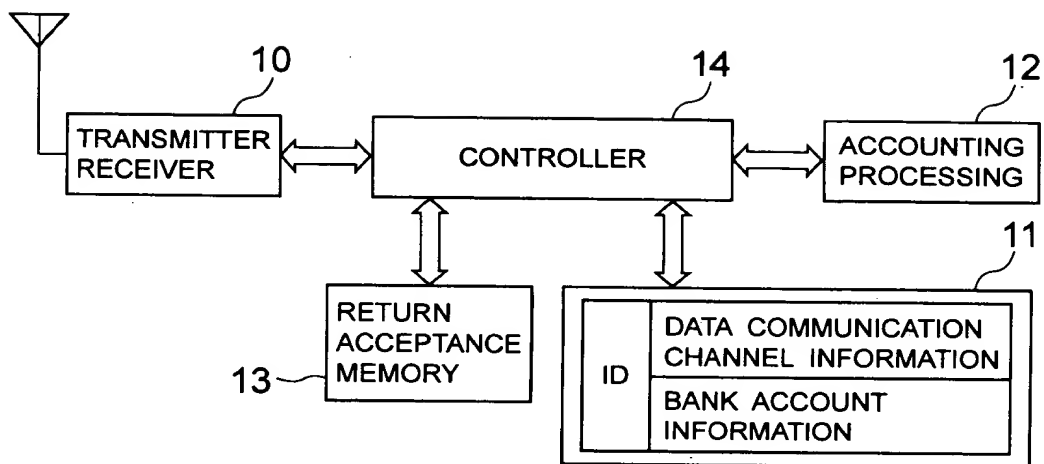 10
14
12
TRANSMITTER
RECEIVER
CONTROLLER
ACCOUNTING
PROCESSING
11
RETURN
ACCEPTANCE
MEMORY
13
ID
DATA COMMUNICATION
CHANNEL INFORMATION
BANK ACCOUNT
INFORMATION